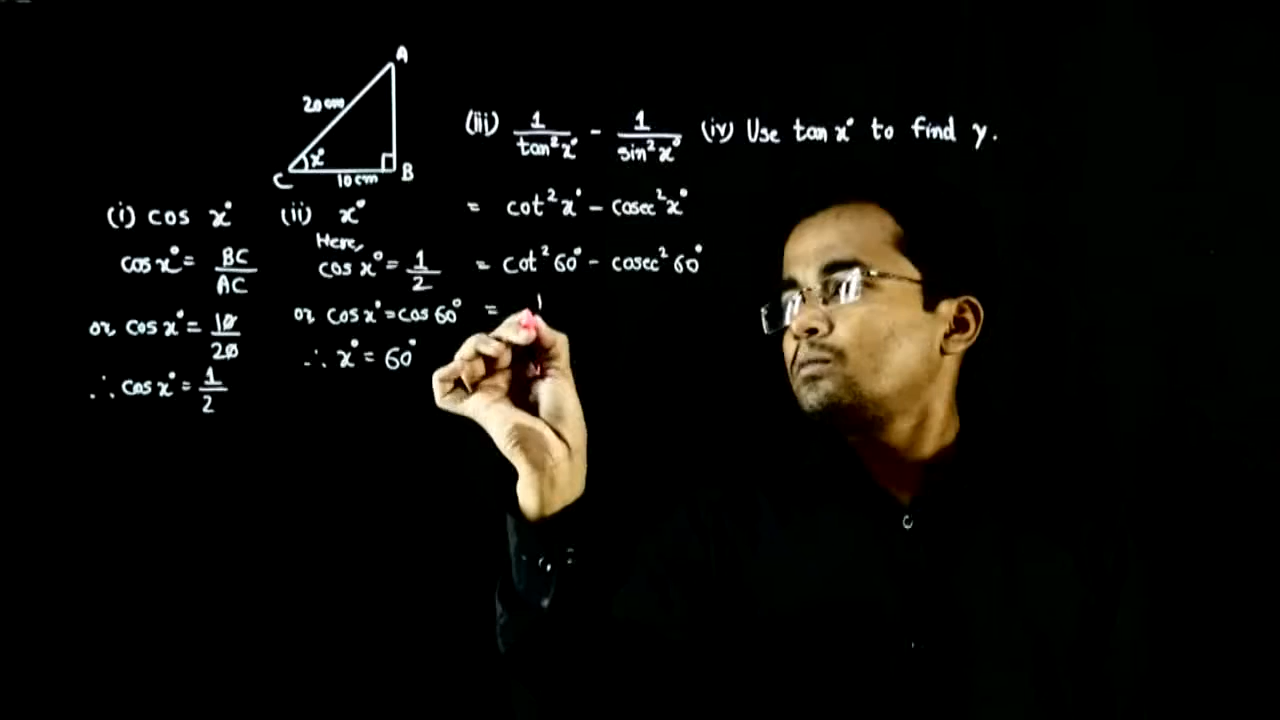 A
20 cm
x°
C
10 cm
B
(i) cos x°
cos x° = BC/AC
or cos x° = 10/20
∴ cos x° = 1/2
(ii) x°
Here,
cos x° = 1/2
or cos x° = cos 60°
∴ x° = 60°
(iii) 1/tan²x° - 1/sin²x°
= cot²x° - cosec²x°
= cot²60° - cosec²60°
= 1
(iv) Use tan x° to find y.